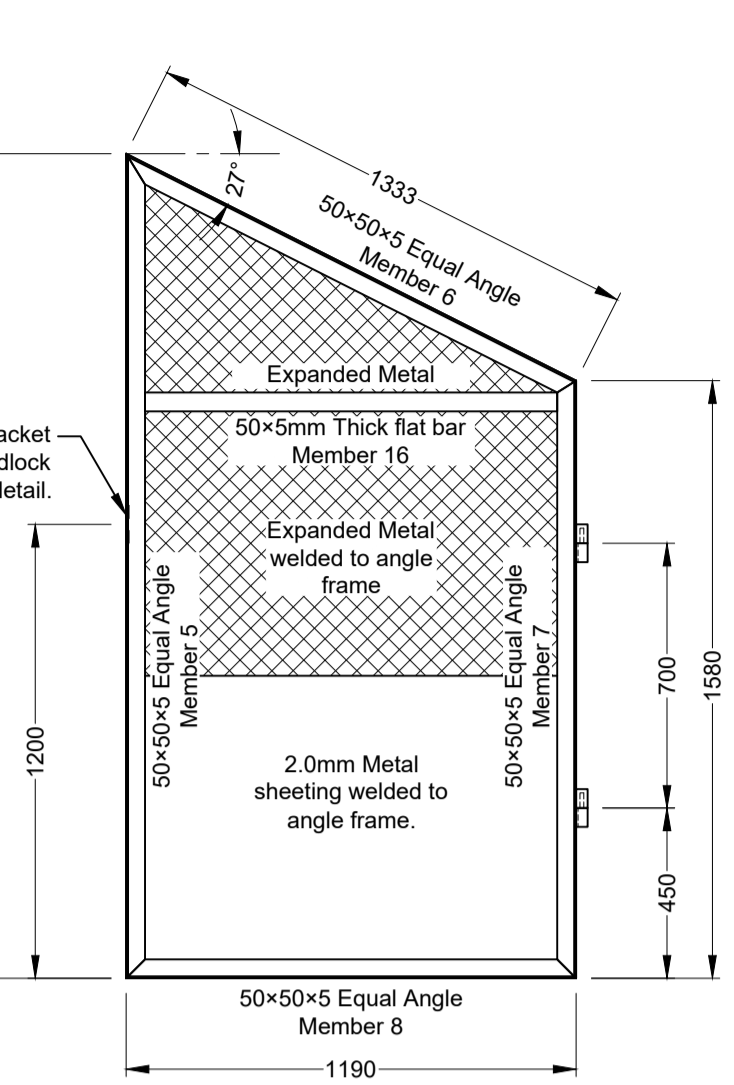 1333
27°
50×50×5 Equal Angle
Member 6
Expanded Metal
50×5mm Thick flat bar
Member 16
acket
dlock
letail.
Expanded Metal
welded to angle
frame
50×50×5 Equal Angle
Member 5
50×50×5 Equal Angle
Member 7
700
1580
1200
2.0mm Metal
sheeting welded to
angle frame.
450
50×50×5 Equal Angle
Member 8
1190